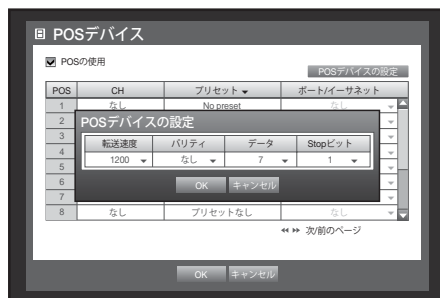 POSデバイス
POSの使用
POSデバイスの設定
POS CH プリセット ポート/イーサネット
1 なし No preset なし
2
POSデバイスの設定
3
転送速度 パリティ データ Stopビット
4
1200 なし 7 1
5
6
OK キャンセル
7
8 なし プリセットなし なし
次/前のページ
OK キャンセル